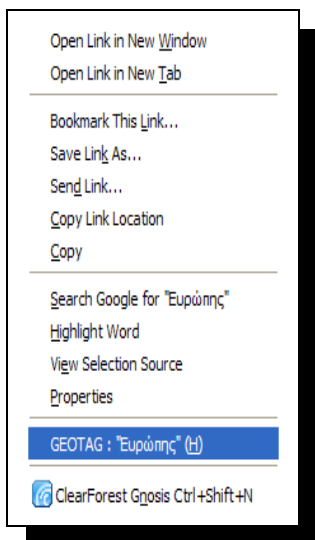 Open Link in New Window
Open Link in New Tab
Bookmark This Link...
Save Link As...
Send Link...
Copy Link Location
Copy
Search Google for "Ευρώπης"
Highlight Word
View Selection Source
Properties
GEOTAG : "Ευρώπης" (H)
ClearForest Gnosis Ctrl+Shift+N